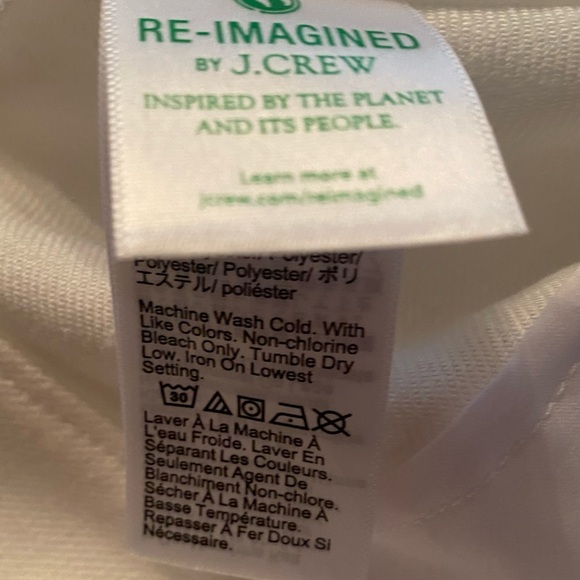 RE-IMAGINED
BY J.CREW
INSPIRED BY THE PLANET
AND ITS PEOPLE.
Learn more at
jcrew.com/reimagined
Polyester/
Polyester/ Polyester/ ポリ
エステル/ poliéster
Machine Wash Cold. With
Like Colors. Non-chlorine
Bleach Only. Tumble Dry
Low. Iron On Lowest
Setting.
30
Laver À La Machine À
L'eau Froide. Laver En
Séparant Les Couleurs.
Seulement Agent De
Blanchiment Non-chlore.
Sécher À La Machine À
Basse Température.
Repasser À Fer Doux Si
Nécessaire.